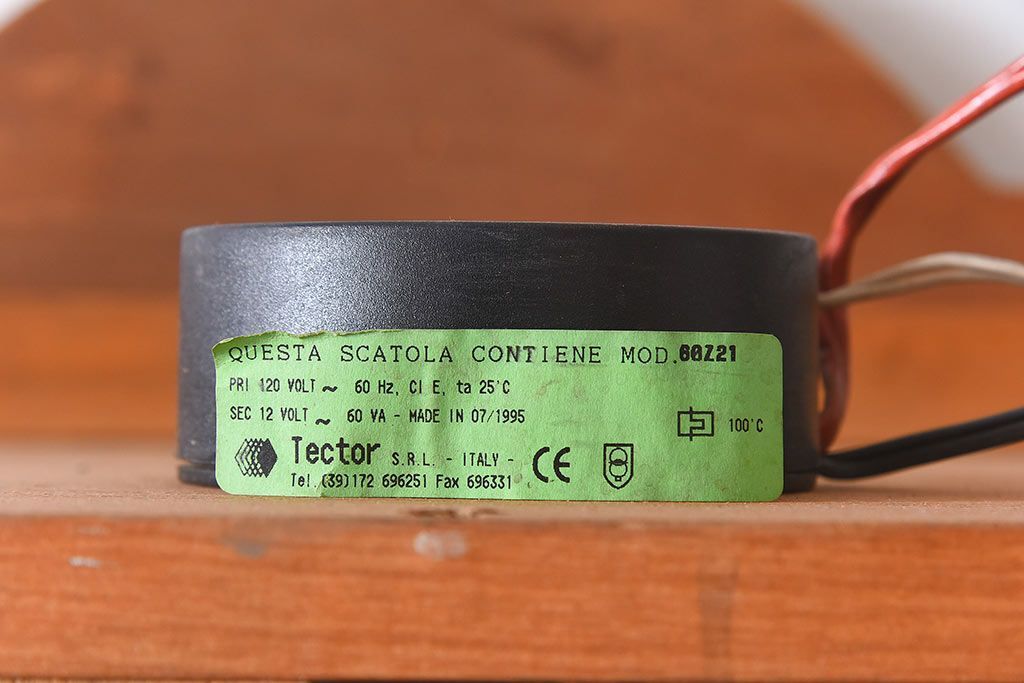 QUESTA SCATOLA CONTIENE MOD.60Z21
PRI 120 VOLT ~ 60 Hz, Cl E, ta 25°C
SEC 12 VOLT ~ 60 VA - MADE IN 07/1995
100°C
Tector S.R.L. - ITALY -
CE
Tel.(39)172 696251 Fax 696331